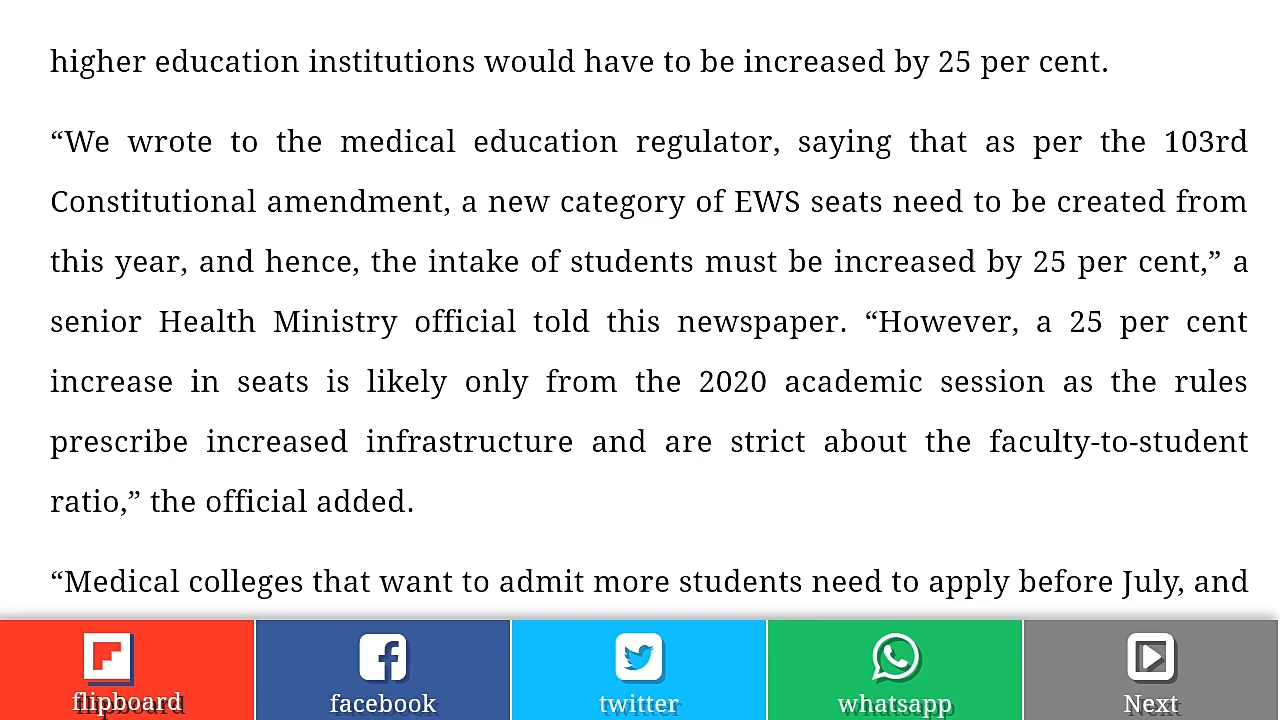 higher education institutions would have to be increased by 25 per cent.
“We wrote to the medical education regulator, saying that as per the 103rd
Constitutional amendment, a new category of EWS seats need to be created from
this year, and hence, the intake of students must be increased by 25 per cent,” a
senior Health Ministry official told this newspaper. “However, a 25 per cent
increase in seats is likely only from the 2020 academic session as the rules
prescribe increased infrastructure and are strict about the faculty-to-student
ratio,” the official added.
“Medical colleges that want to admit more students need to apply before July, and
flipboard facebook twitter whatsapp Next